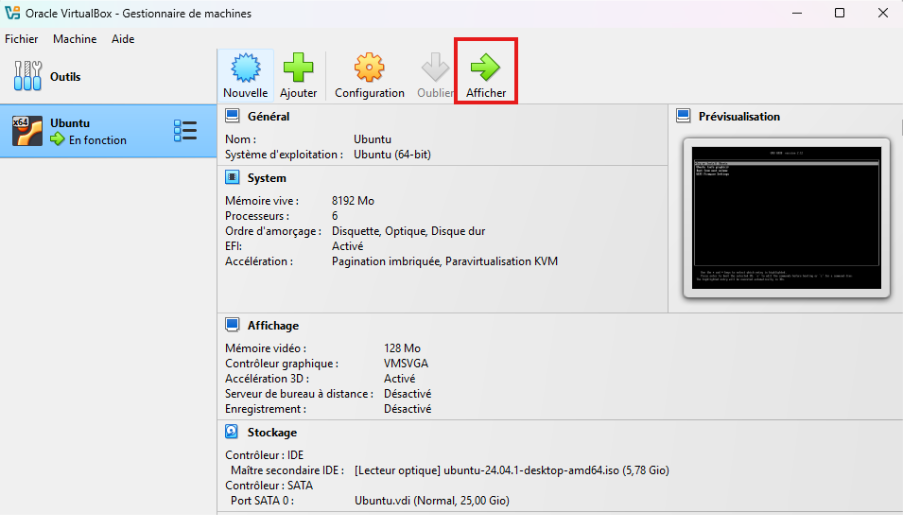 Oracle VirtualBox - Gestionnaire de machines
Fichier Machine Aide
Outils
Nouvelle Ajouter Configuration Oublier Afficher
x64
Ubuntu
En fonction
Général
Nom : Ubuntu
Système d'exploitation : Ubuntu (64-bit)
System
Mémoire vive : 8192 Mo
Processeurs : 6
Ordre d'amorçage : Disquette, Optique, Disque dur
EFI: Activé
Accélération : Pagination imbriquée, Paravirtualisation KVM
Prévisualisation
Affichage
Mémoire vidéo : 128 Mo
Contrôleur graphique : VMSVGA
Accélération 3D : Activé
Serveur de bureau à distance : Désactivé
Enregistrement : Désactivé
Stockage
Contrôleur : IDE
Maître secondaire IDE : [Lecteur optique] ubuntu-24.04.1-desktop-amd64.iso (5,78 Gio)
Contrôleur : SATA
Port SATA 0 : Ubuntu.vdi (Normal, 25,00 Gio)